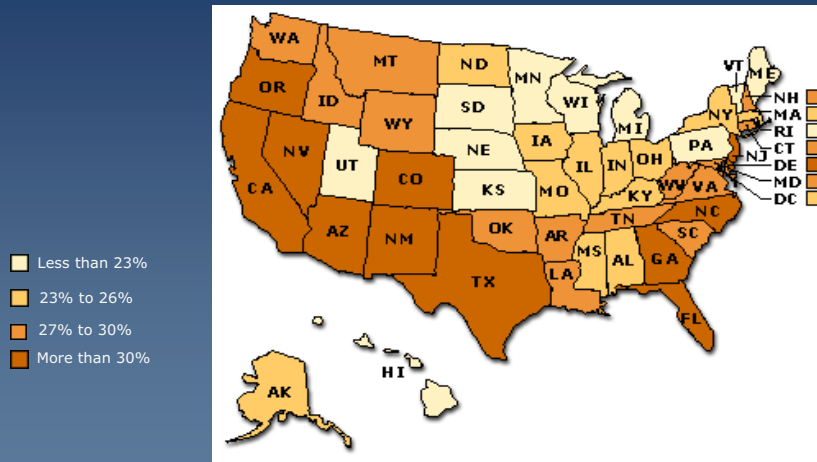 WA
MT
ND
MN
VT
ME
OR
ID
WY
SD
WI
MI
NY
NH
MA
RI
CT
NJ
DE
MD
DC
NV
UT
NE
IA
IL
IN
OH
PA
CA
CO
KS
MO
KY
WV
VA
AZ
NM
OK
AR
TN
NC
SC
TX
LA
MS
AL
GA
FL
HI
AK
Less than 23%
23% to 26%
27% to 30%
More than 30%